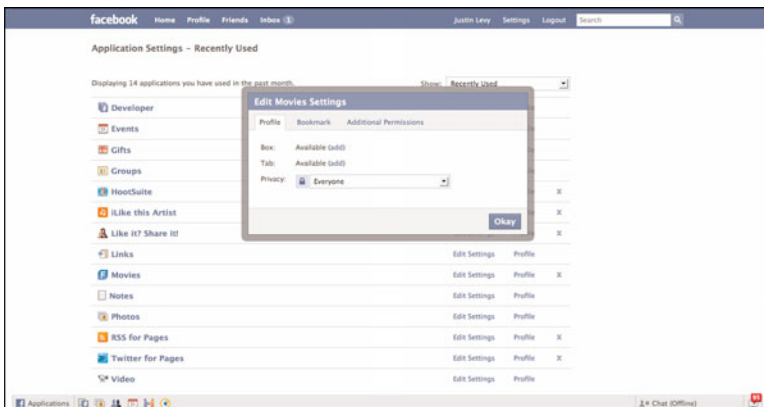 facebook Home Profile Friends Inbox 1 Justin Levy Settings Logout Search
Application Settings – Recently Used
Displaying 14 applications you have used in the past month. Show: Recently Used
Edit Movies Settings
Profile Bookmark Additional Permissions
Box: Available (add)
Tab: Available (add)
Privacy: Everyone
Okay
Developer
Events
Gifts
Groups
HootSuite x
iLike this Artist x
Like it? Share it! x
Links Edit Settings Profile
Movies Edit Settings Profile x
Notes Edit Settings Profile
Photos Edit Settings Profile
RSS for Pages Edit Settings Profile x
Twitter for Pages Edit Settings Profile x
Video Edit Settings Profile
Applications Chat (Offline)